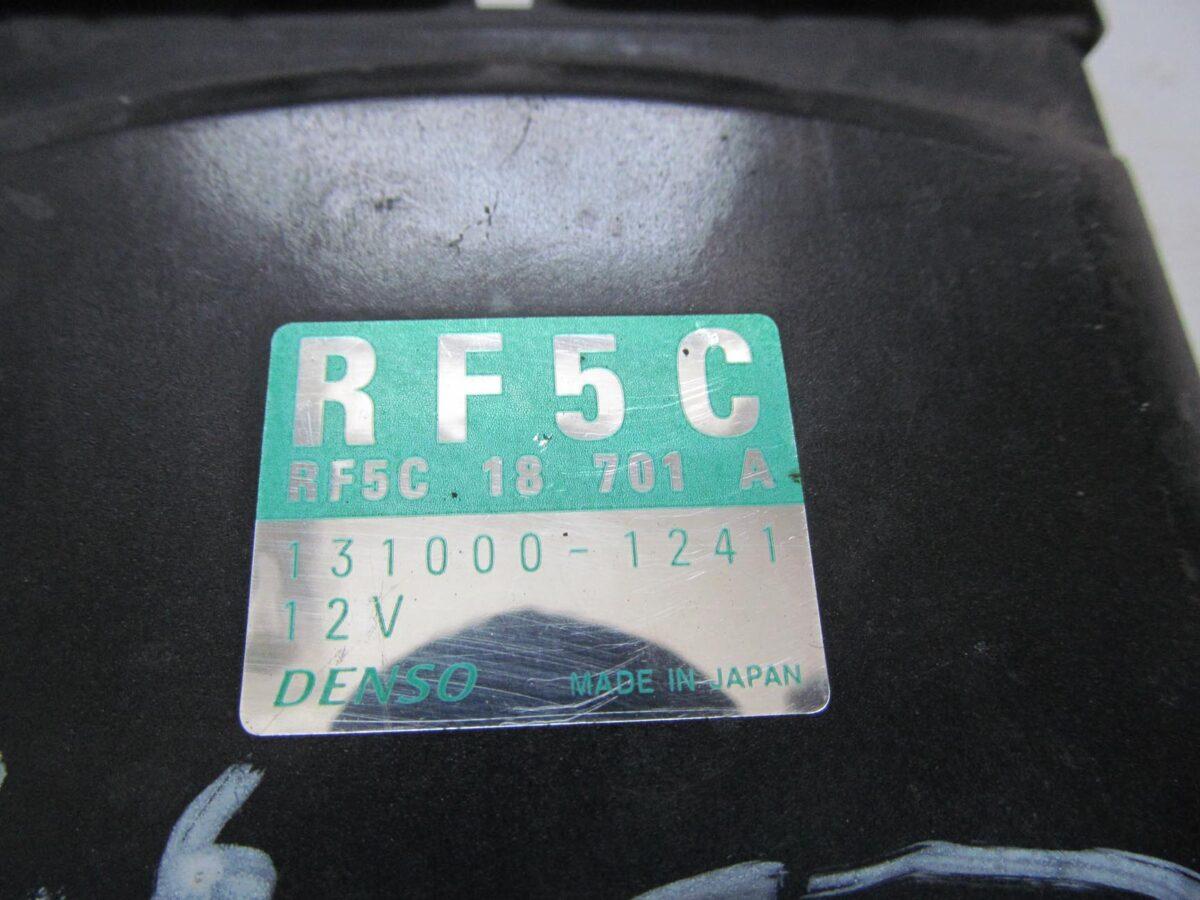 RF5C
RF5C 18 701 A
131000-1241
12V
DENSO MADE IN JAPAN